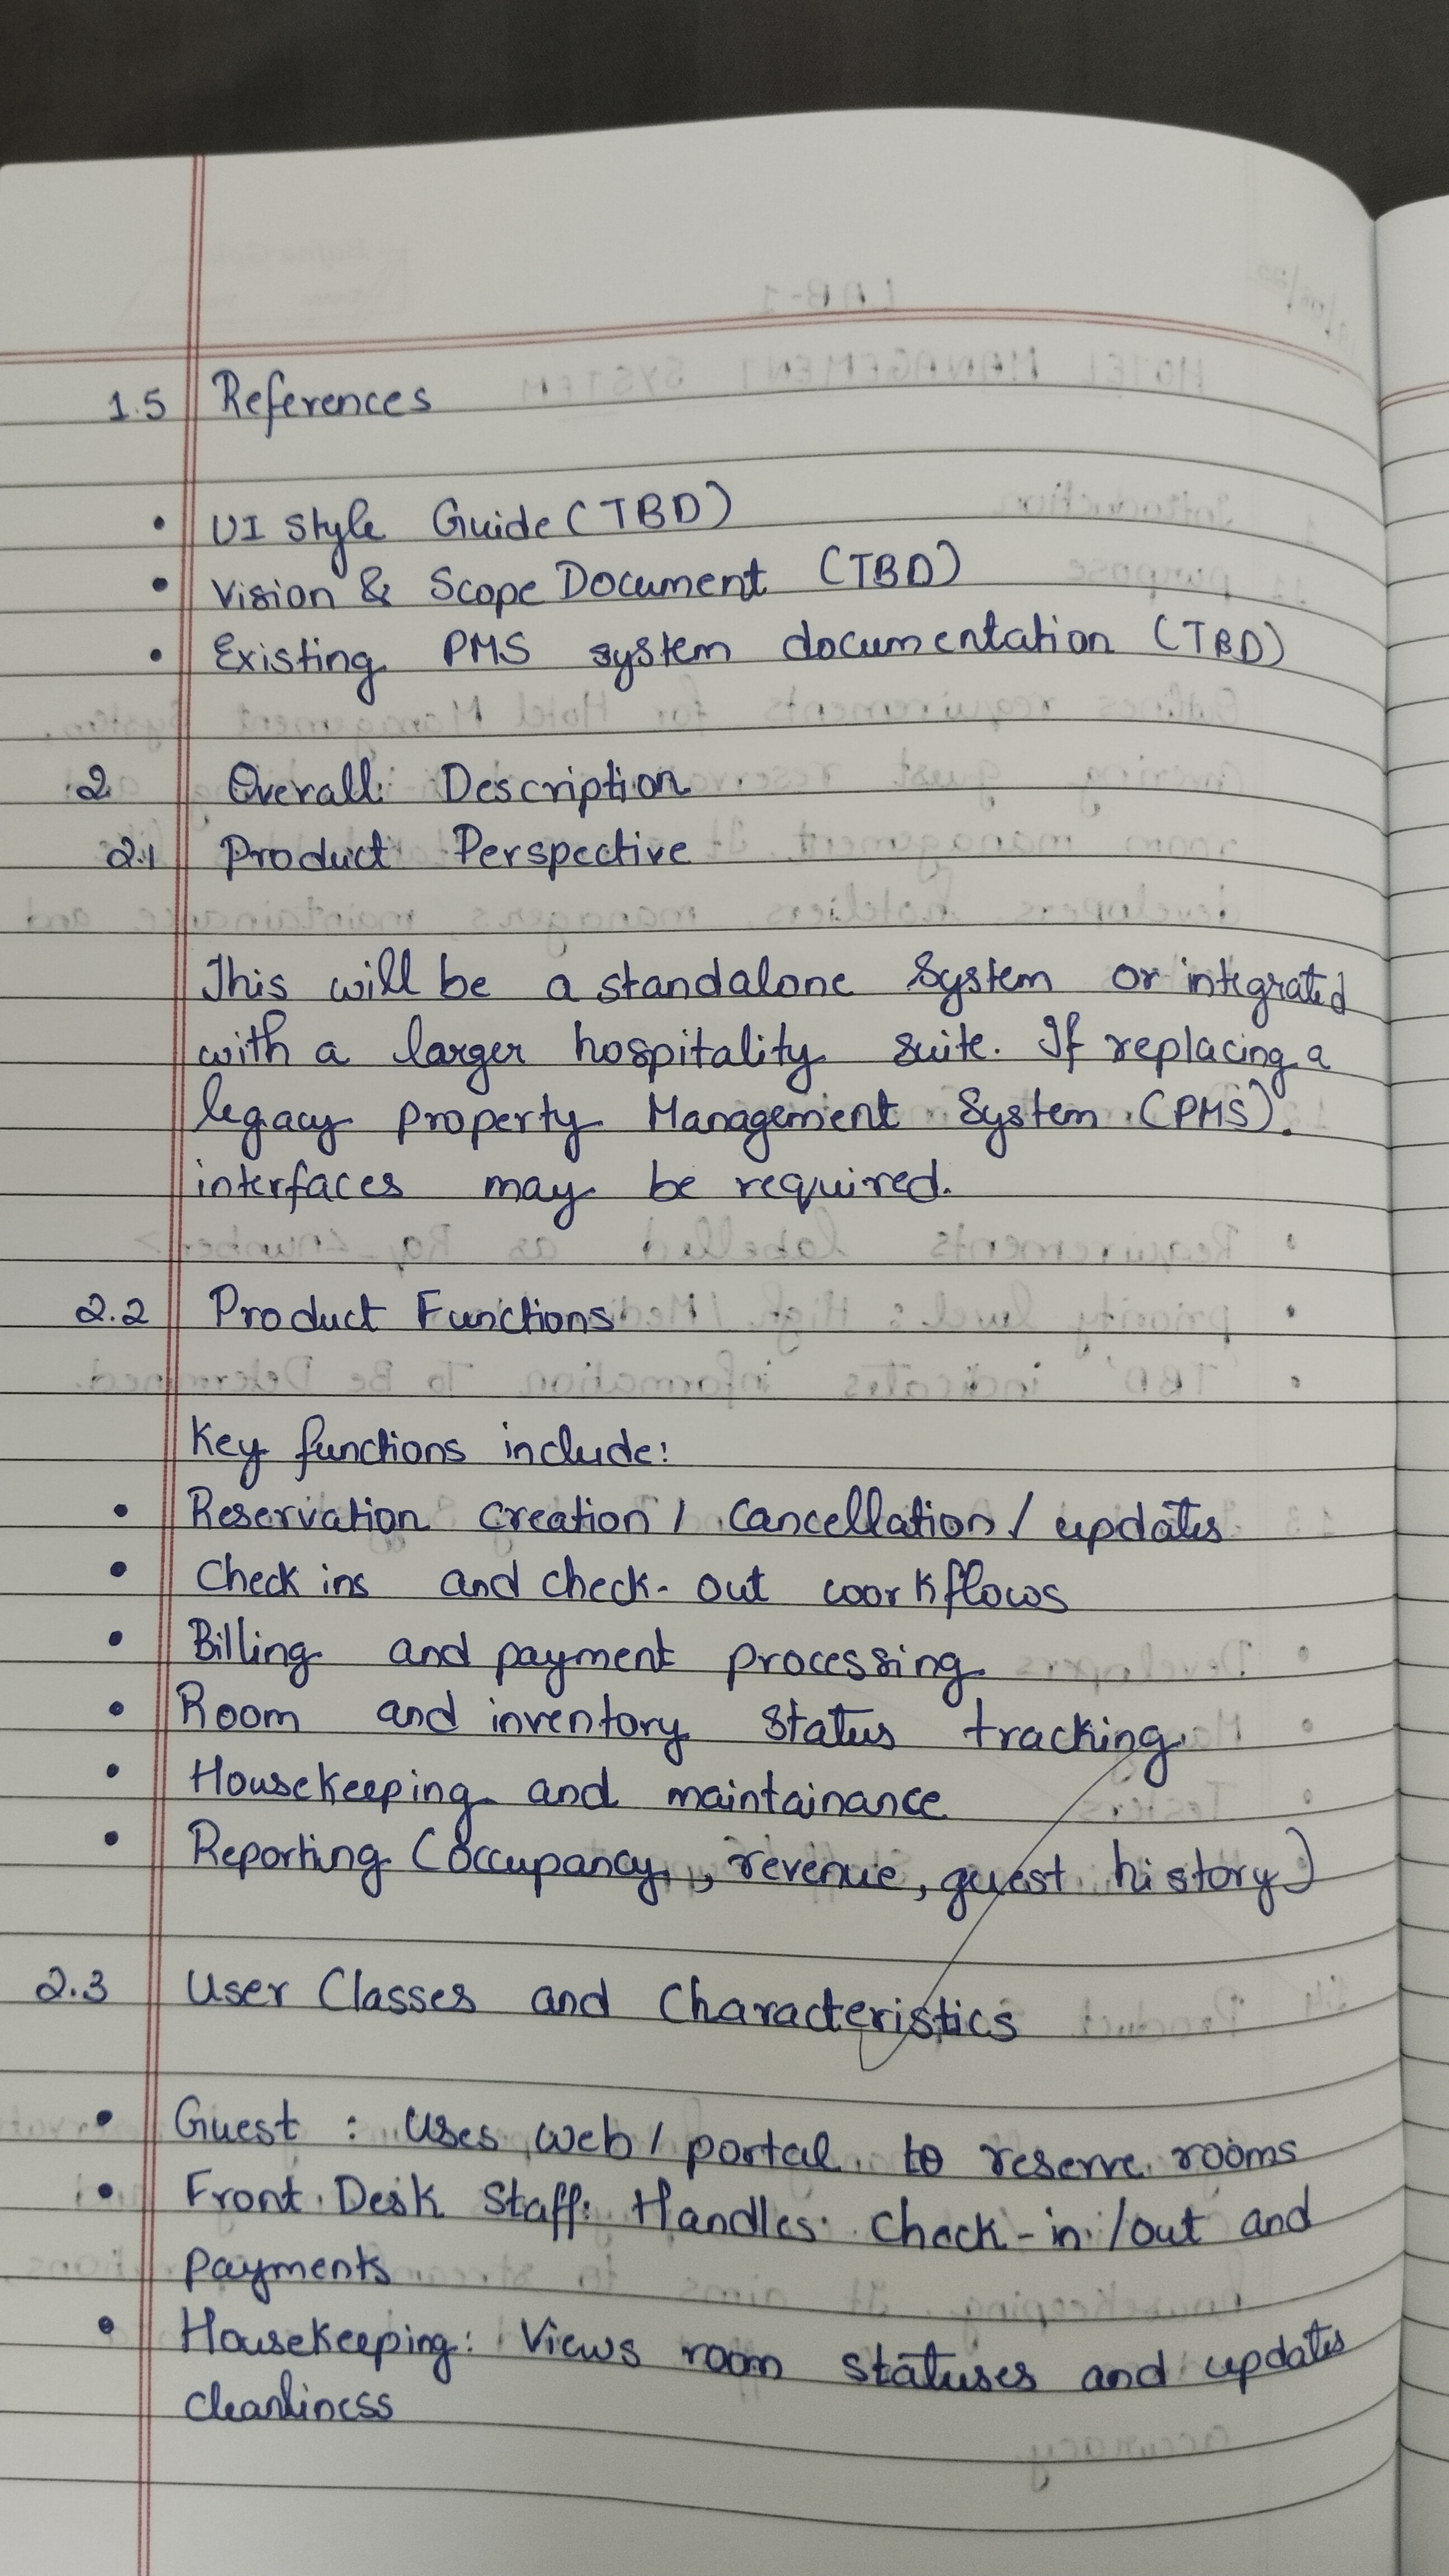 1.5 References
• UI Style Guide (TBD)
• Vision & Scope Document (TBD)
• Existing PMS system documentation (TBD)
2 Overall Description
2.1 Product Perspective
This will be a standalone System or integrated
with a larger hospitality suite. If replacing a
legacy property Management System (PMS).
interfaces may be required.
2.2 Product Functions
Key functions include:
• Reservation creation / cancellation / updates
• Check ins and check-out workflows
• Billing and payment processing
• Room and inventory status tracking
• Housekeeping and maintainance
• Reporting (Occupancy, revenue, guest history)
2.3 User Classes and Characteristics
• Guest : Uses web / portal to reserve rooms
• Front Desk Staff: Handles check-in/out and
payments
• Housekeeping: Views room statuses and updates
cleanliness